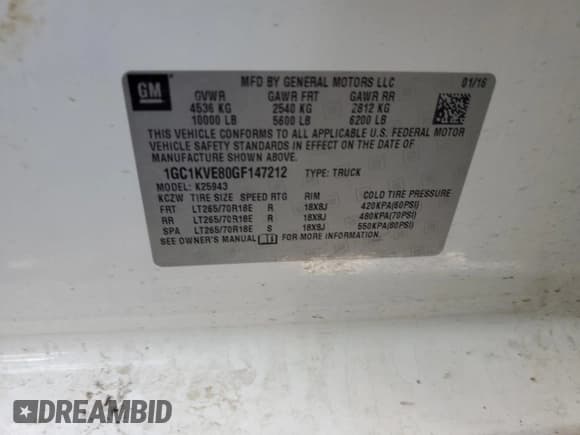 GM
MFD BY GENERAL MOTORS LLC 01/16
GVWR GAWR FRT GAWR RR
4536 KG 2540 KG 2812 KG
10000 LB 5600 LB 6200 LB
THIS VEHICLE CONFORMS TO ALL APPLICABLE U.S. FEDERAL MOTOR
VEHICLE SAFETY STANDARDS IN EFFECT ON THE DATE OF
MANUFACTURE SHOWN ABOVE.
1GC1KVE80GF147212 TYPE: TRUCK
MODEL: K25943
KCZW TIRE SIZE SPEED RTG RIM COLD TIRE PRESSURE
FRT LT265/70R18E R 18X8J 420KPA(60PSI)
RR LT265/70R18E R 18X8J 480KPA(70PSI)
SPA LT265/70R18E S 18X8J 550KPA(80PSI)
SEE OWNER'S MANUAL FOR MORE INFORMATION.
DREAMBID